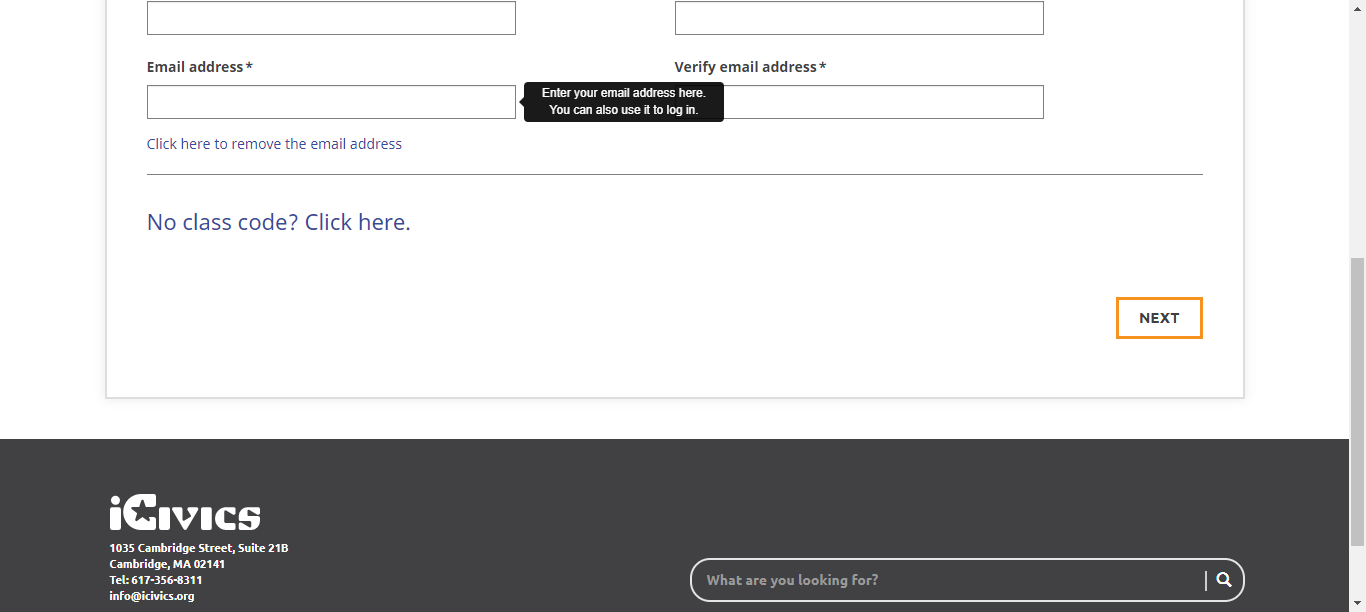 Email address*
Verify email address*
Enter your email address here.
You can also use it to log in.
Click here to remove the email address
No class code? Click here.
NEXT
iCivics
1035 Cambridge Street, Suite 21B
Cambridge, MA 02141
Tel: 617-356-8311
info@icivics.org
What are you looking for?